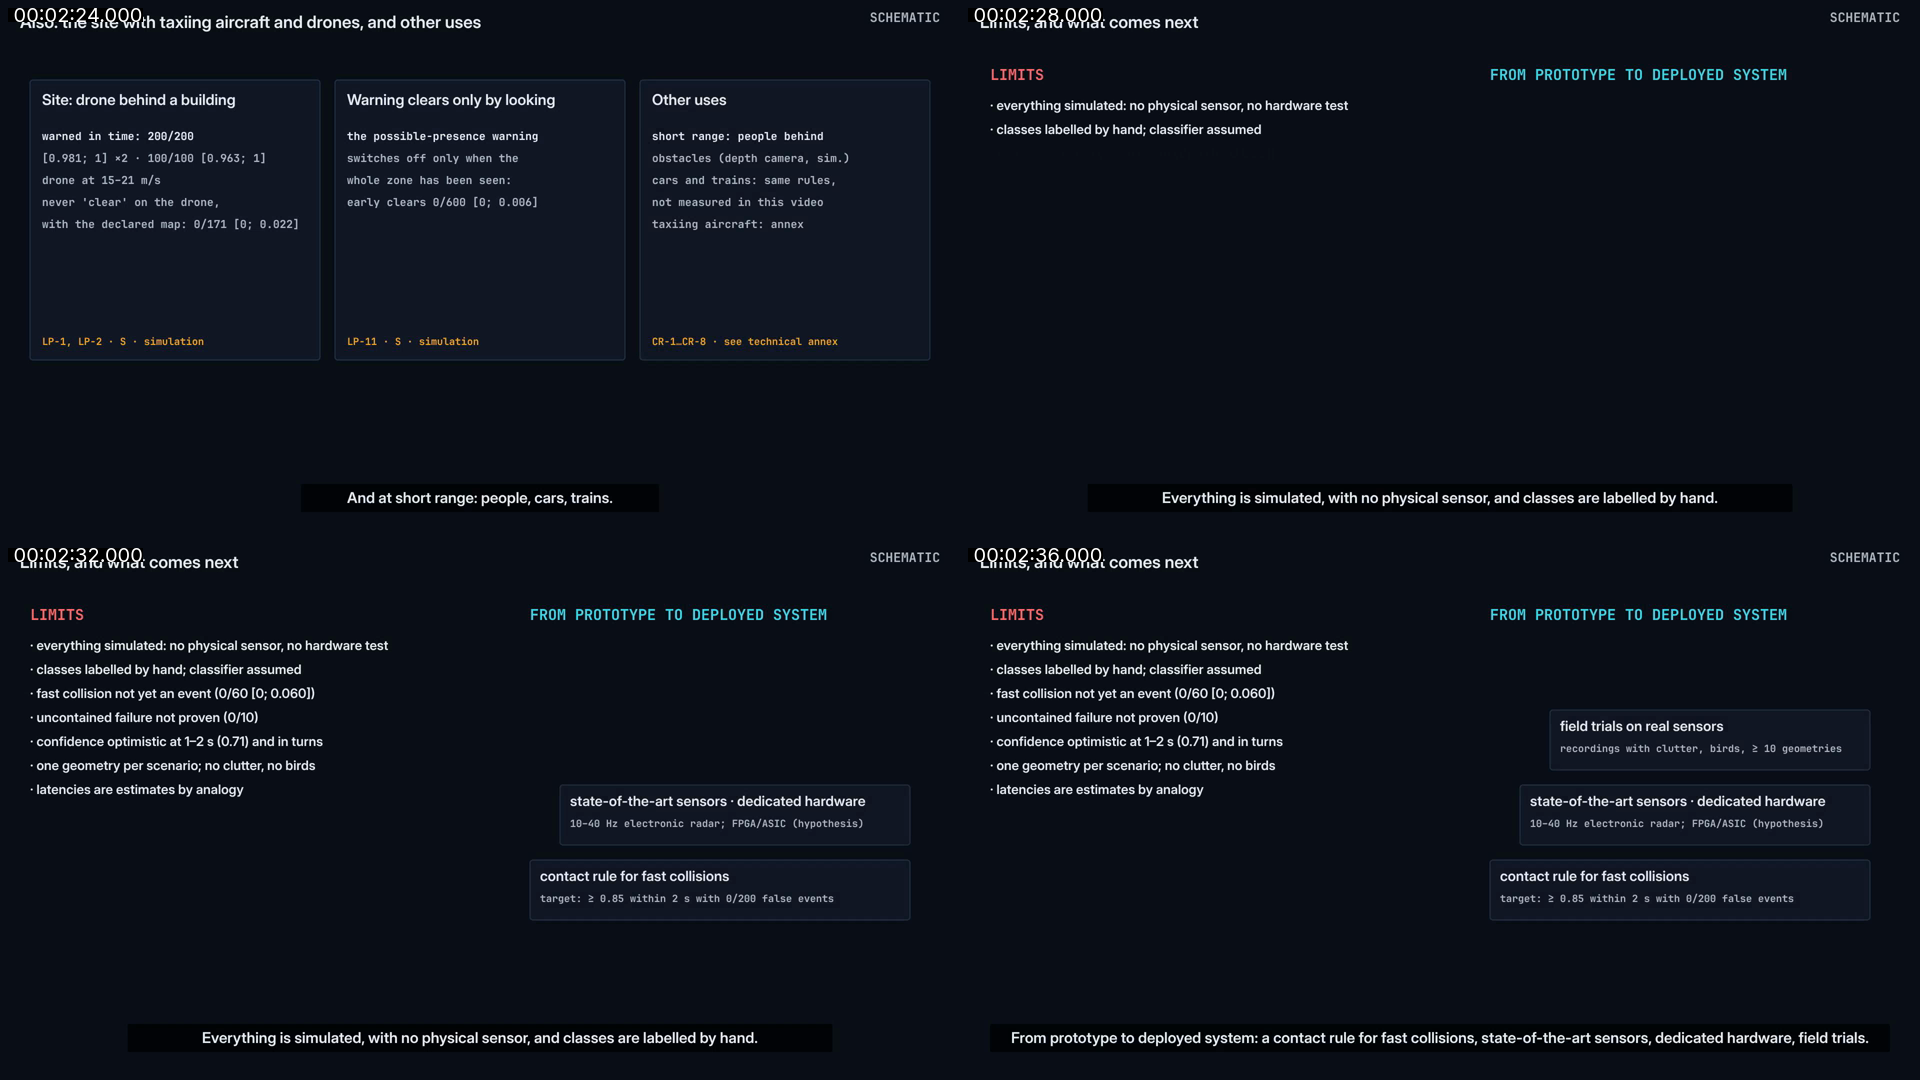 00:02:24.000
Also: the site with taxiing aircraft and drones, and other uses
SCHEMATIC
Site: drone behind a building
warned in time: 200/200
[0.981; 1] ×2 · 100/100 [0.963; 1]
drone at 15–21 m/s
never 'clear' on the drone,
with the declared map: 0/171 [0; 0.022]
LP-1, LP-2 · S · simulation
Warning clears only by looking
the possible-presence warning
switches off only when the
whole zone has been seen:
early clears 0/600 [0; 0.006]
LP-11 · S · simulation
Other uses
short range: people behind
obstacles (depth camera, sim.)
cars and trains: same rules,
not measured in this video
taxiing aircraft: annex
CR-1…CR-8 · see technical annex
And at short range: people, cars, trains.
00:02:28.000
Limits, and what comes next
SCHEMATIC
LIMITS
· everything simulated: no physical sensor, no hardware test
· classes labelled by hand; classifier assumed
FROM PROTOTYPE TO DEPLOYED SYSTEM
Everything is simulated, with no physical sensor, and classes are labelled by hand.
00:02:32.000
Limits, and what comes next
SCHEMATIC
LIMITS
· everything simulated: no physical sensor, no hardware test
· classes labelled by hand; classifier assumed
· fast collision not yet an event (0/60 [0; 0.060])
· uncontained failure not proven (0/10)
· confidence optimistic at 1–2 s (0.71) and in turns
· one geometry per scenario; no clutter, no birds
· latencies are estimates by analogy
FROM PROTOTYPE TO DEPLOYED SYSTEM
state-of-the-art sensors · dedicated hardware
10–40 Hz electronic radar; FPGA/ASIC (hypothesis)
contact rule for fast collisions
target: ≥ 0.85 within 2 s with 0/200 false events
Everything is simulated, with no physical sensor, and classes are labelled by hand.
00:02:36.000
Limits, and what comes next
SCHEMATIC
LIMITS
· everything simulated: no physical sensor, no hardware test
· classes labelled by hand; classifier assumed
· fast collision not yet an event (0/60 [0; 0.060])
· uncontained failure not proven (0/10)
· confidence optimistic at 1–2 s (0.71) and in turns
· one geometry per scenario; no clutter, no birds
· latencies are estimates by analogy
FROM PROTOTYPE TO DEPLOYED SYSTEM
field trials on real sensors
recordings with clutter, birds, ≥ 10 geometries
state-of-the-art sensors · dedicated hardware
10–40 Hz electronic radar; FPGA/ASIC (hypothesis)
contact rule for fast collisions
target: ≥ 0.85 within 2 s with 0/200 false events
From prototype to deployed system: a contact rule for fast collisions, state-of-the-art sensors, dedicated hardware, field trials.